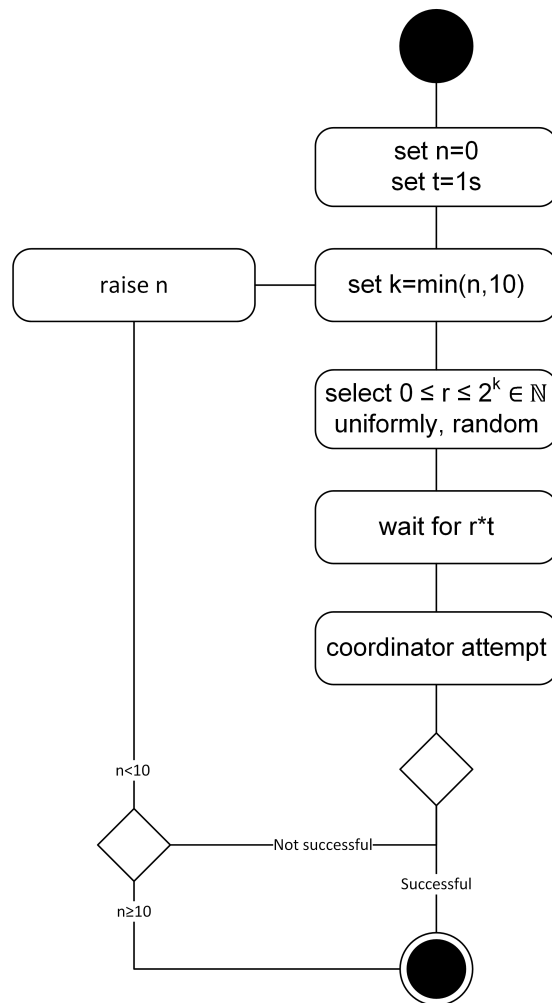 set n=0
set t=1s
raise n
set k=min(n,10)
select 0 ≤ r ≤ 2^k ∈ ℕ
uniformly, random
wait for r*t
coordinator attempt
n<10
Not successful
Successful
n≥10